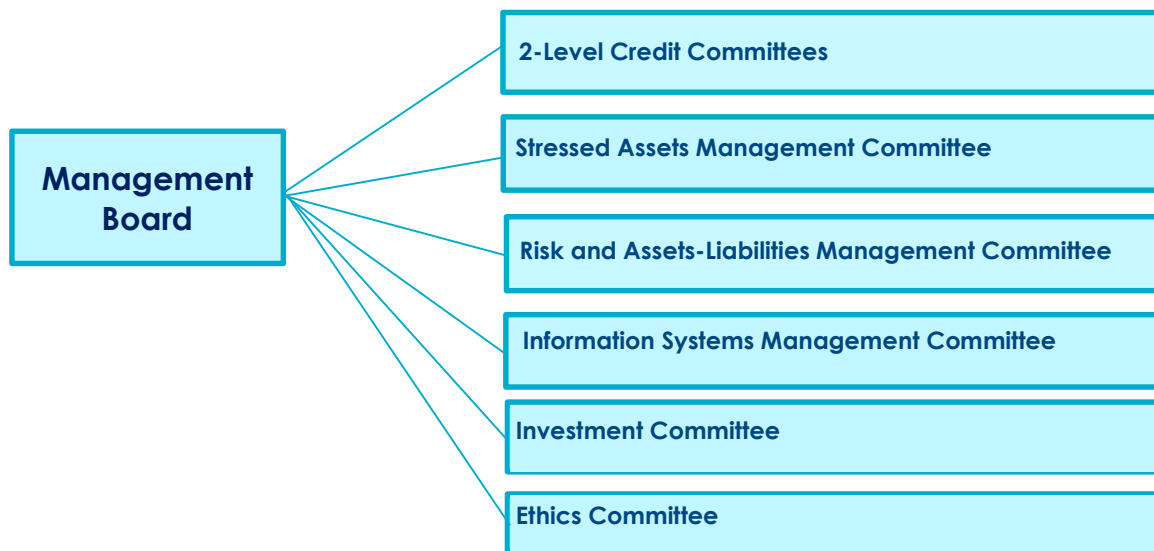 2-Level Credit Committees
Stressed Assets Management Committee
Management
Board
Risk and Assets-Liabilities Management Committee
Information Systems Management Committee
Investment Committee
Ethics Committee